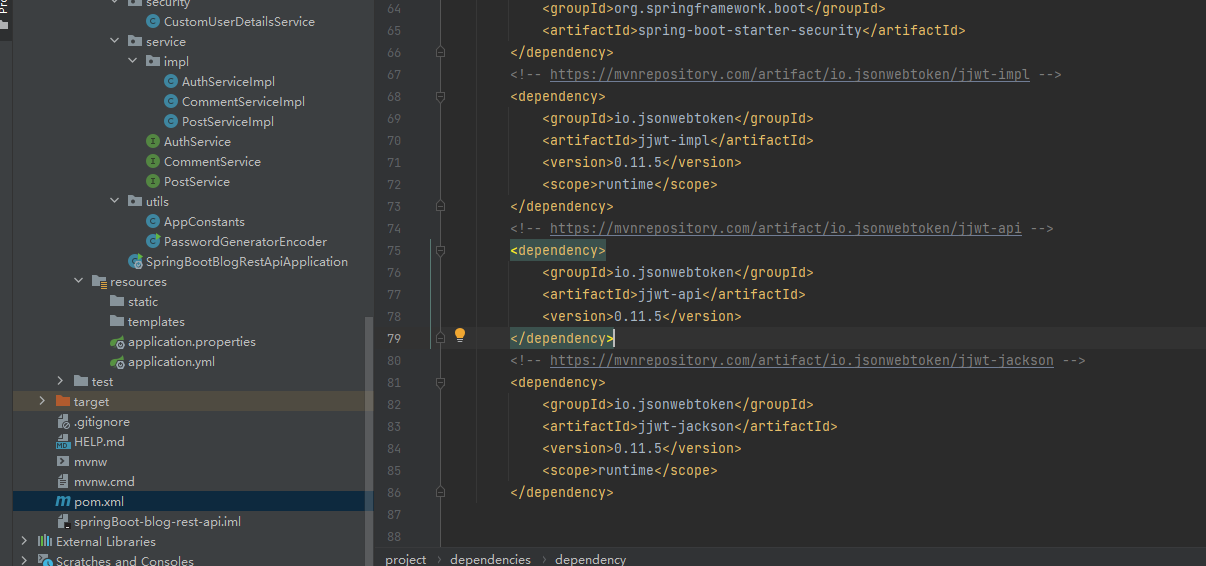 security
CustomUserDetailsService
service
impl
AuthServiceImpl
CommentServiceImpl
PostServiceImpl
AuthService
CommentService
PostService
utils
AppConstants
PasswordGeneratorEncoder
SpringBootBlogRestApiApplication
resources
static
templates
application.properties
application.yml
test
target
.gitignore
HELP.md
mvnw
mvnw.cmd
pom.xml
springBoot-blog-rest-api.iml
External Libraries
Scratches and Consoles
64 <groupId>org.springframework.boot</groupId>
65 <artifactId>spring-boot-starter-security</artifactId>
66 </dependency>
67 <!-- https://mvnrepository.com/artifact/io.jsonwebtoken/jjwt-impl -->
68 <dependency>
69 <groupId>io.jsonwebtoken</groupId>
70 <artifactId>jjwt-impl</artifactId>
71 <version>0.11.5</version>
72 <scope>runtime</scope>
73 </dependency>
74 <!-- https://mvnrepository.com/artifact/io.jsonwebtoken/jjwt-api -->
75 <dependency>
76 <groupId>io.jsonwebtoken</groupId>
77 <artifactId>jjwt-api</artifactId>
78 <version>0.11.5</version>
79 </dependency>
80 <!-- https://mvnrepository.com/artifact/io.jsonwebtoken/jjwt-jackson -->
81 <dependency>
82 <groupId>io.jsonwebtoken</groupId>
83 <artifactId>jjwt-jackson</artifactId>
84 <version>0.11.5</version>
85 <scope>runtime</scope>
86 </dependency>
87
88
project > dependencies > dependency